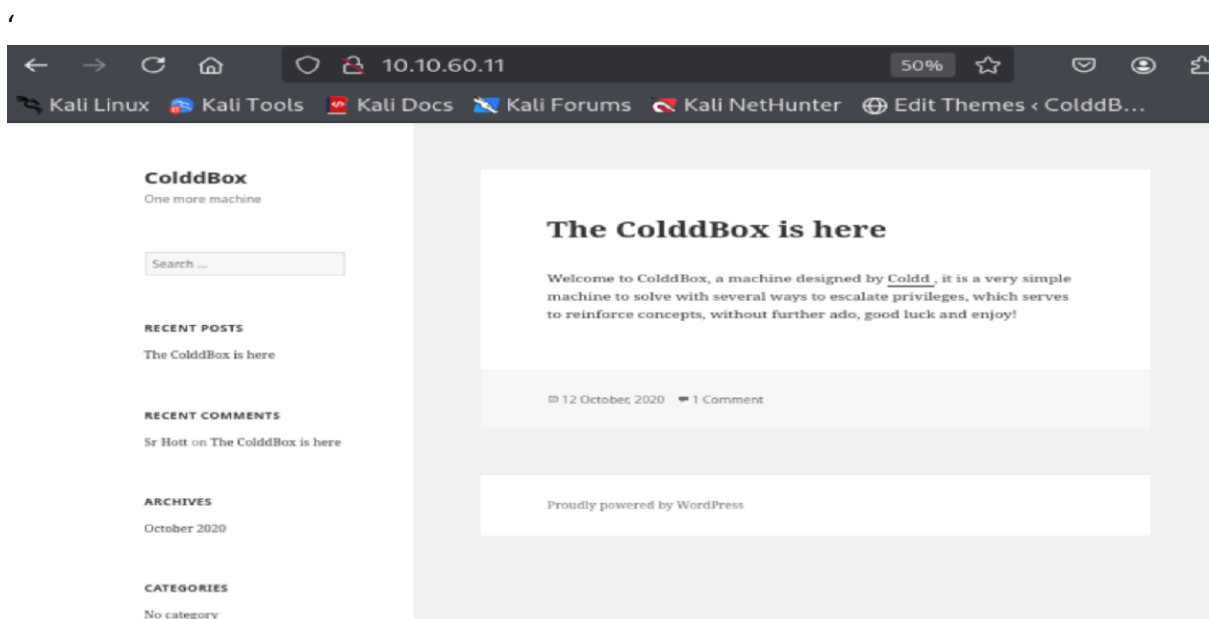 ‘
10.10.60.11
50%
Kali Linux Kali Tools Kali Docs Kali Forums Kali NetHunter Edit Themes ‹ ColddB...
ColddBox
One more machine
Search ...
RECENT POSTS
The ColddBox is here
RECENT COMMENTS
Sr Hott on The ColddBox is here
ARCHIVES
October 2020
CATEGORIES
No category
The ColddBox is here
Welcome to ColddBox, a machine designed by Coldd , it is a very simple
machine to solve with several ways to escalate privileges, which serves
to reinforce concepts, without further ado, good luck and enjoy!
12 October, 2020 1 Comment
Proudly powered by WordPress